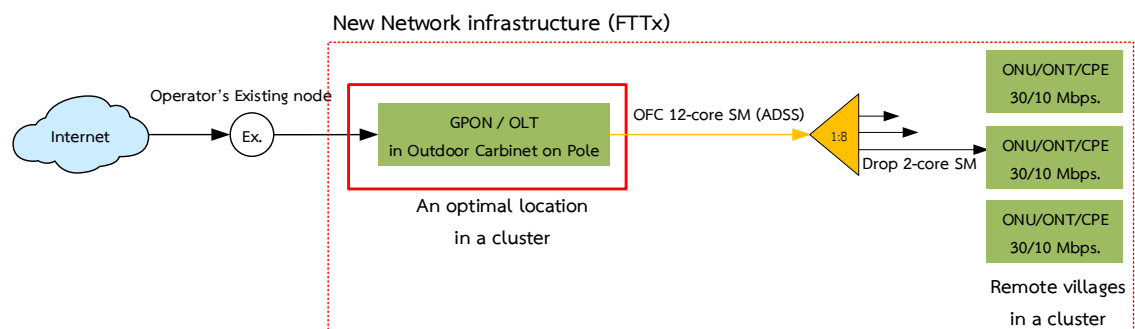 New Network infrastructure (FTTx)
Operator's Existing node
Internet
Ex.
GPON / OLT
in Outdoor Carbinet on Pole
An optimal location
in a cluster
OFC 12-core SM (ADSS)
1:8
Drop 2-core SM
ONU/ONT/CPE
30/10 Mbps.
ONU/ONT/CPE
30/10 Mbps.
ONU/ONT/CPE
30/10 Mbps.
Remote villages
in a cluster